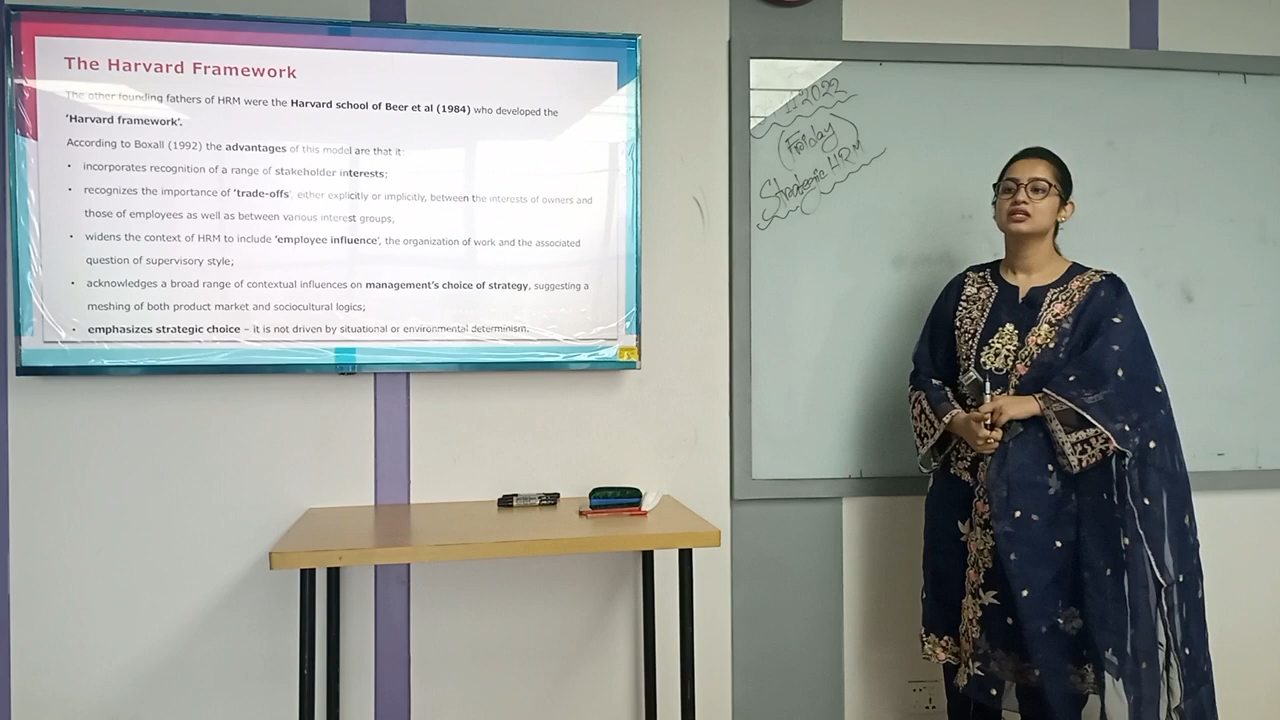 The Harvard Framework
The other founding fathers of HRM were the Harvard school of Beer et al (1984) who developed the
‘Harvard framework’.
According to Boxall (1992) the advantages of this model are that it:
• incorporates recognition of a range of stakeholder interests;
• recognizes the importance of ‘trade-offs’, either explicitly or implicitly, between the interests of owners and
those of employees as well as between various interest groups;
• widens the context of HRM to include ‘employee influence’, the organization of work and the associated
question of supervisory style;
• acknowledges a broad range of contextual influences on management’s choice of strategy, suggesting a
meshing of both product market and sociocultural logics;
• emphasizes strategic choice – it is not driven by situational or environmental determinism.
2022
(Friday)
Strategic HRM